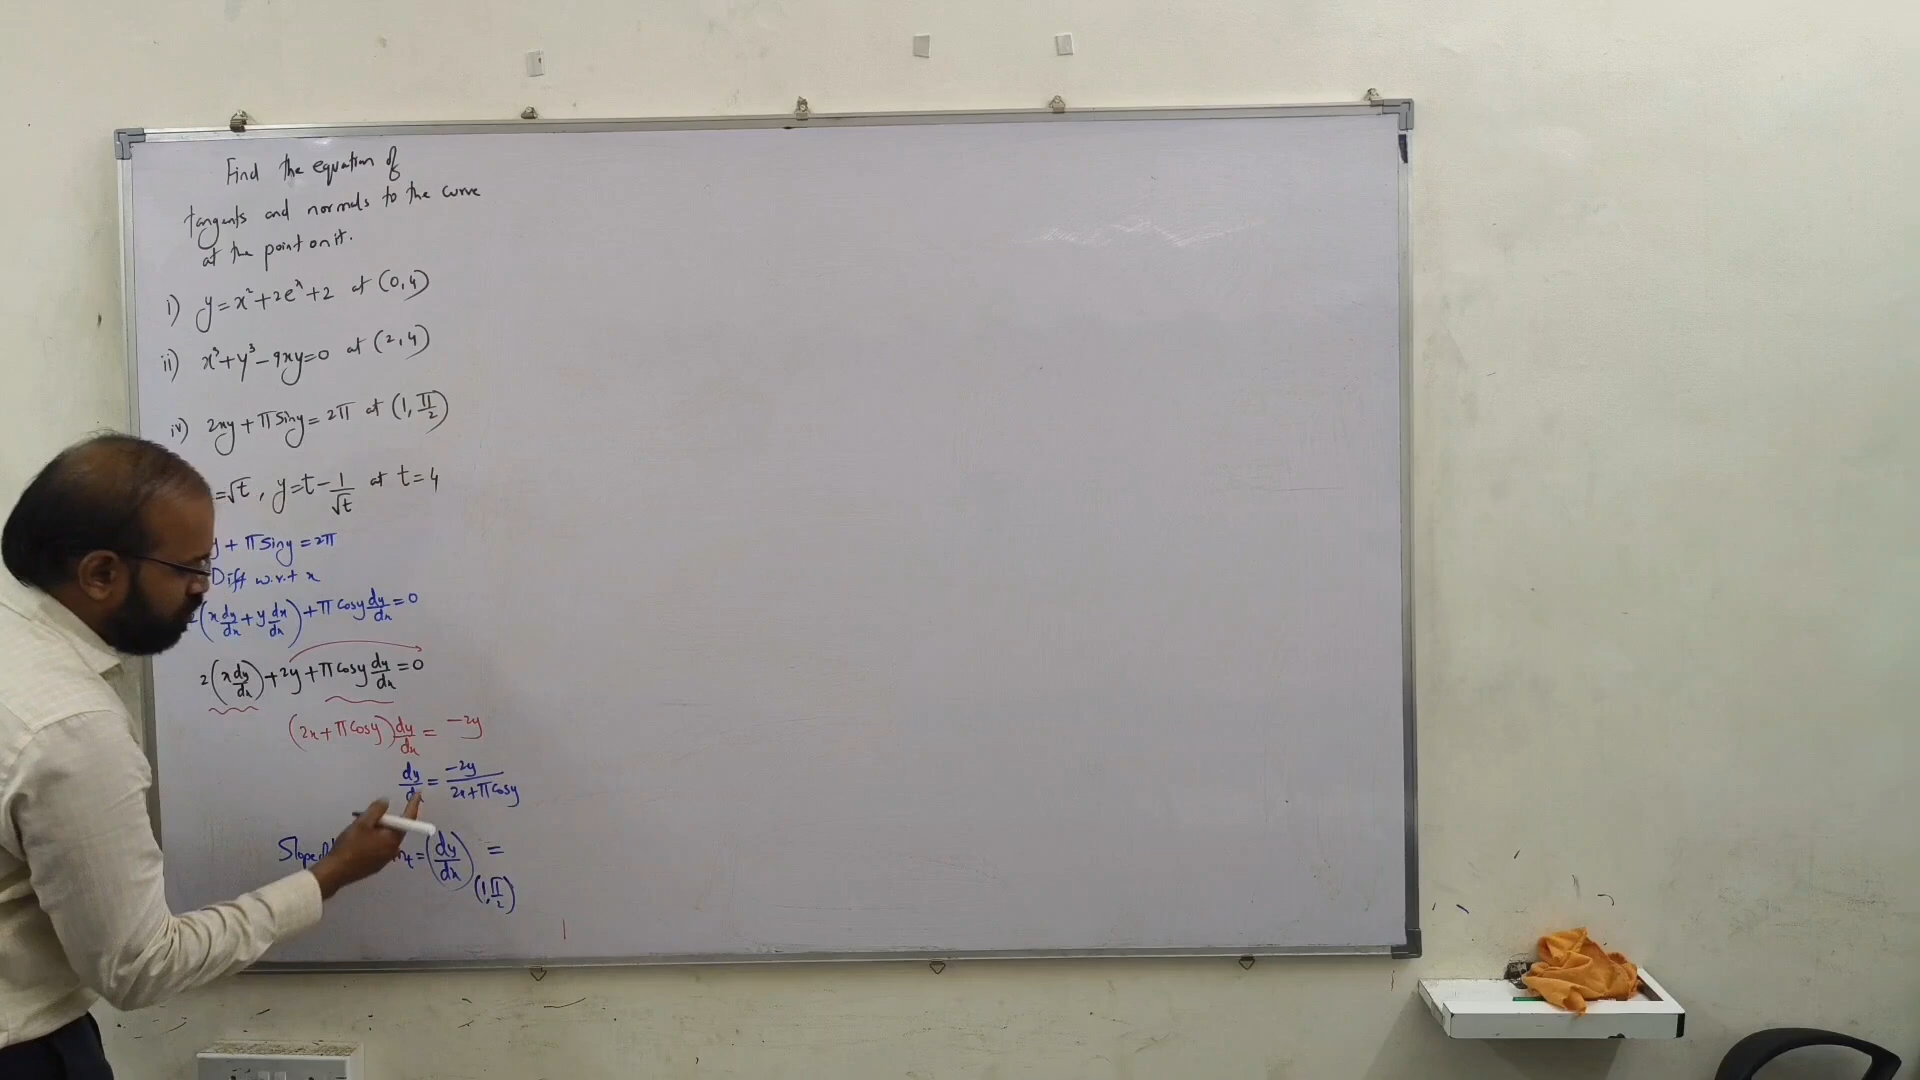 Find the equation of
tangents and normals to the curve
at the point on it.
i) y = x² + 2eˣ + 2 at (0,4)
ii) x³ + y³ - 9xy = 0 at (2,4)
iv) 2xy + π Siny = 2π at (1, π/2)
= √t , y = t - 1/√t at t = 4
y + π Siny = 2π
Diff w.r.t x
2(x dy/dx + y dx/dx) + π Cosy dy/dx = 0
2(x dy/dx) + 2y + π Cosy dy/dx = 0
(2x + π Cosy) dy/dx = -2y
dy/dx = -2y/(2x + π Cosy)
Slope mt = (dy/dx)(1, π/2) =